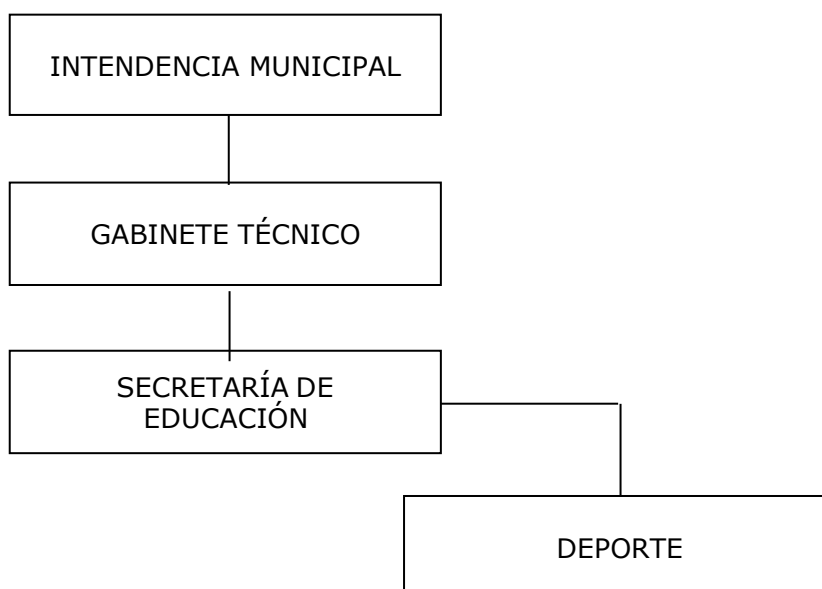 INTENDENCIA MUNICIPAL
GABINETE TÉCNICO
SECRETARÍA DE
EDUCACIÓN
DEPORTE